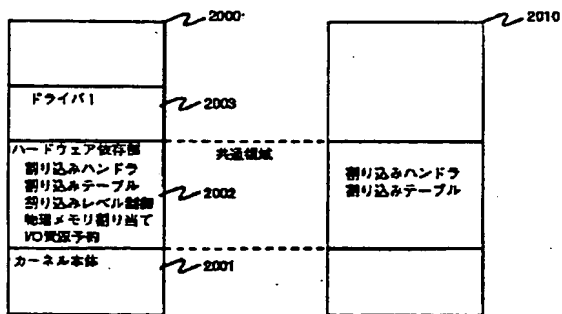 2000
2010
ドライバ1
2003
ハードウェア依存部
共通領域
割り込みハンドラ
割り込みテーブル
割り込みレベル制御
物理メモリ割り当て
I/O資源予約
2002
割り込みハンドラ
割り込みテーブル
カーネル本体
2001